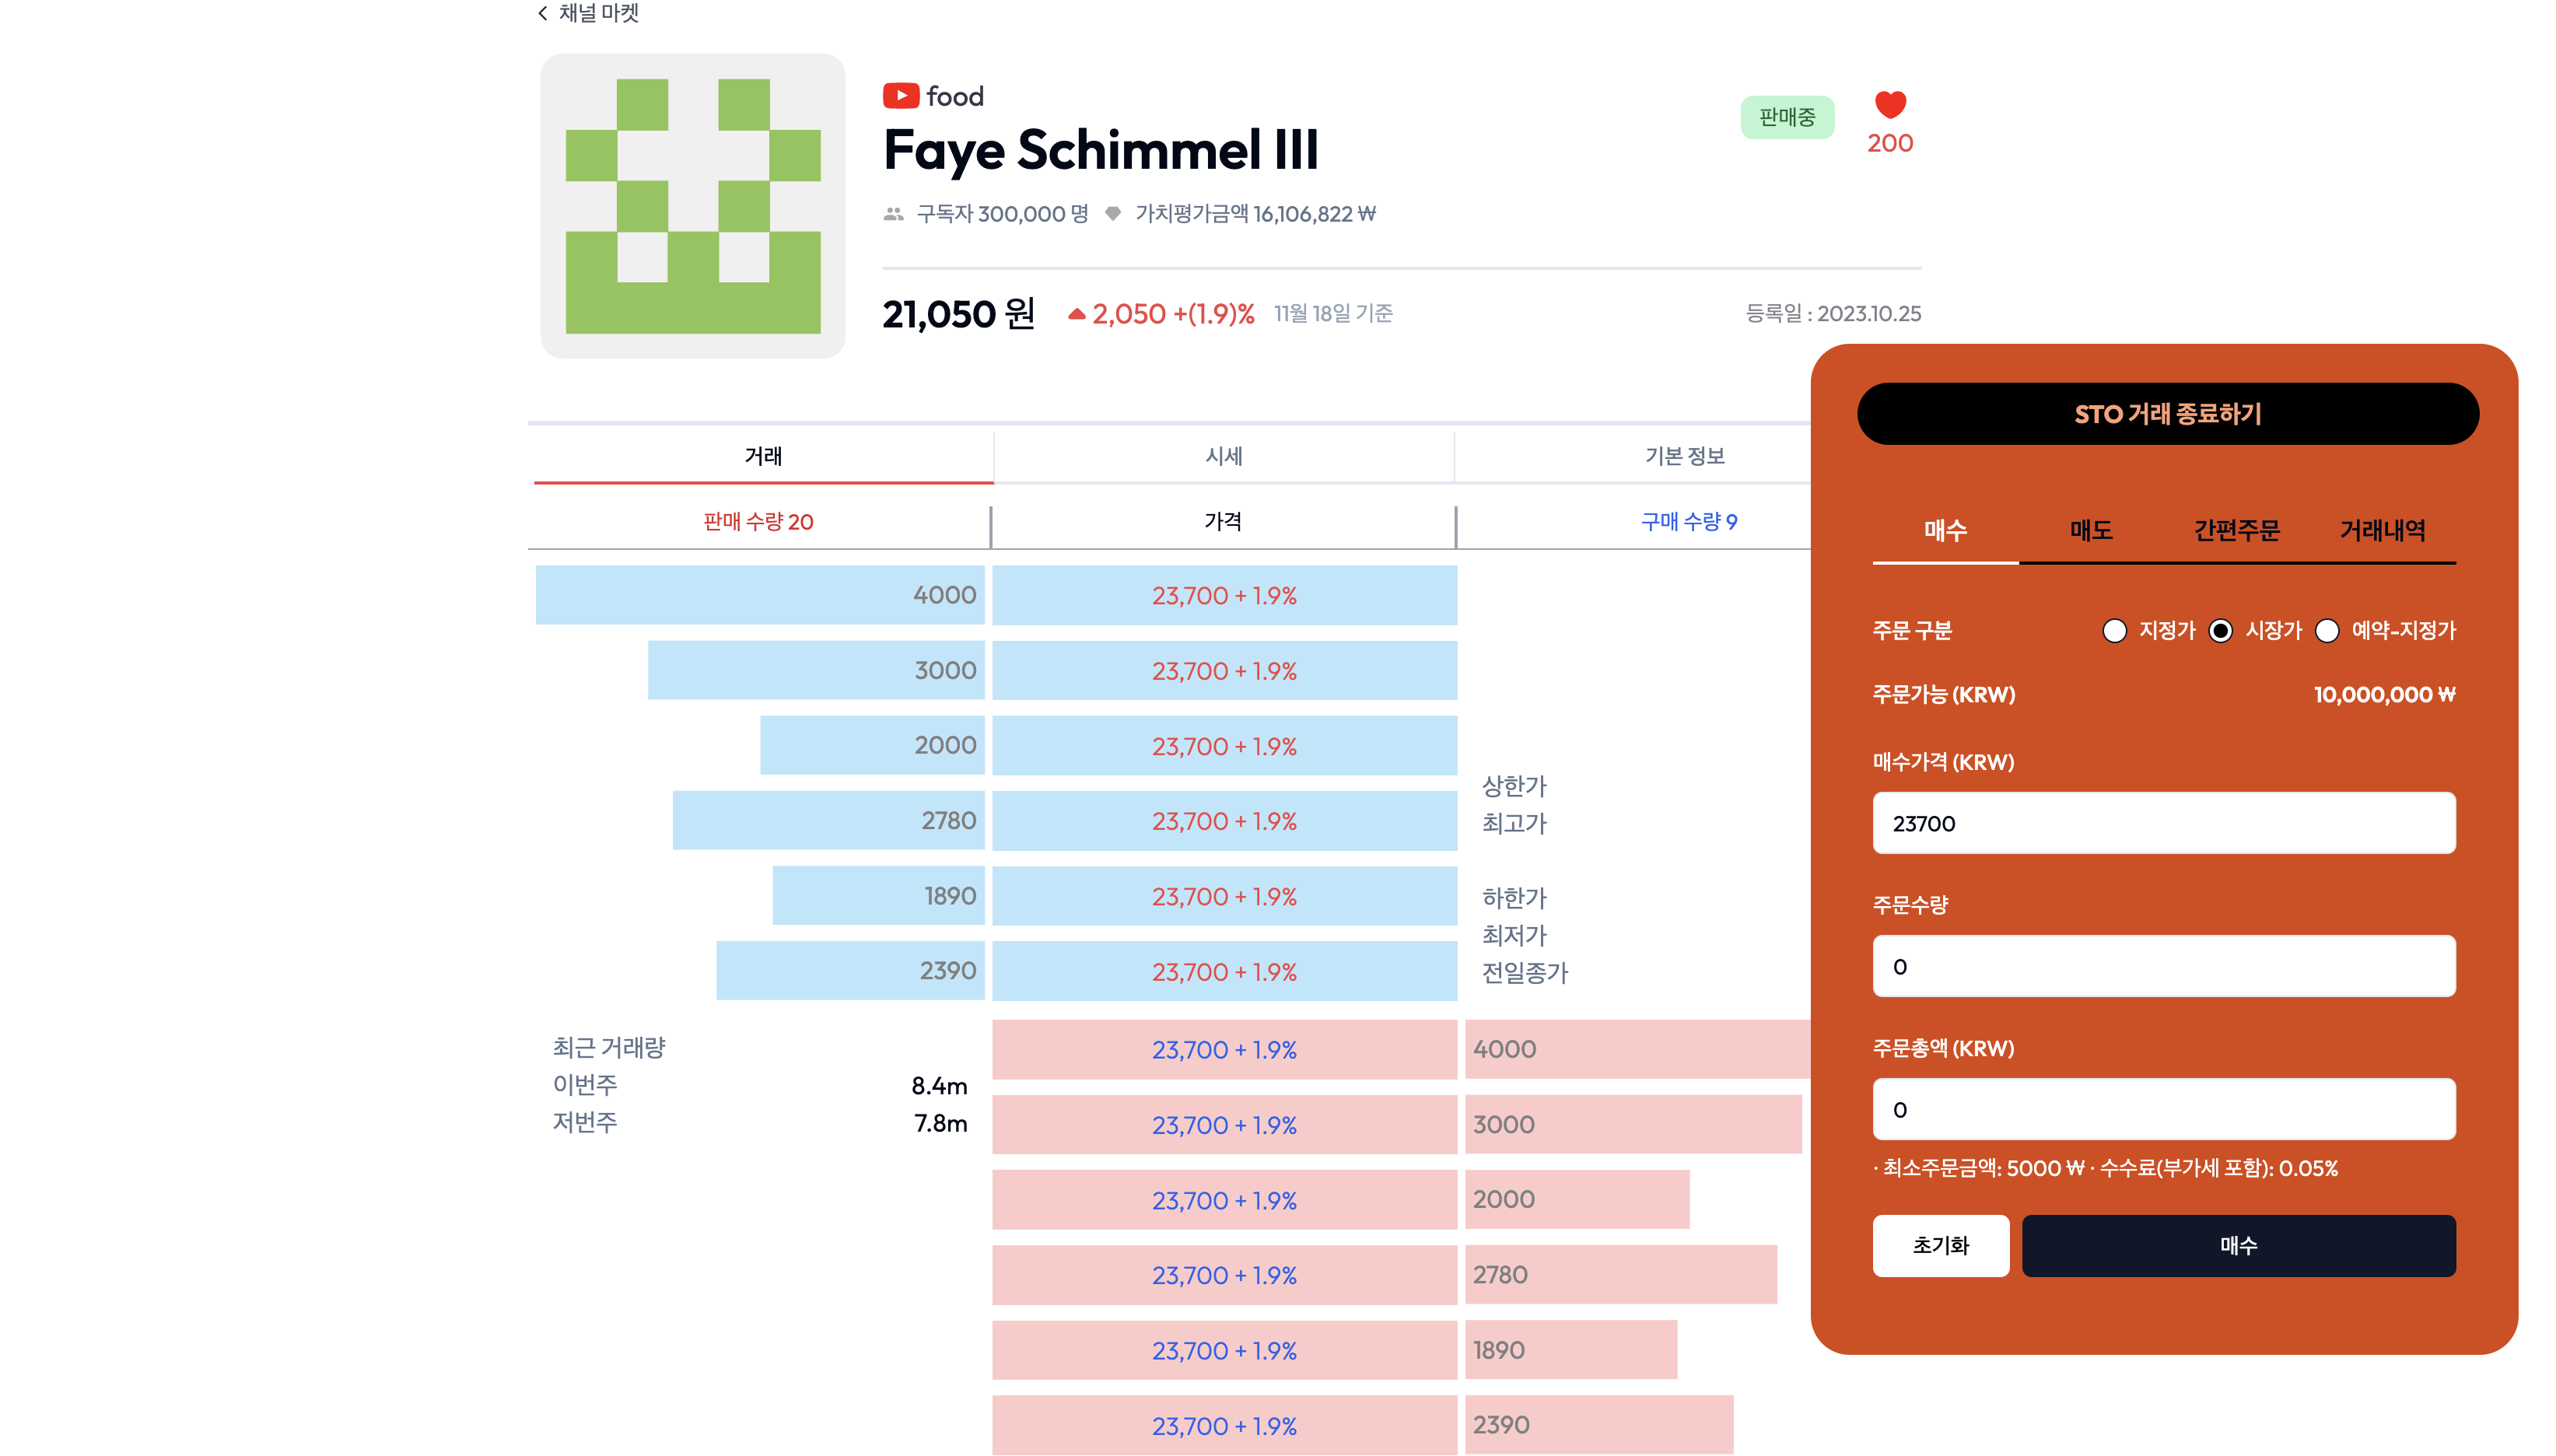 채널 마켓
food
Faye Schimmel III
판매중
200
구독자 300,000 명 가치평가금액 16,106,822 ₩
21,050 원 2,050 +(1.9)% 11월 18일 기준
등록일 : 2023.10.25
거래 시세 기본 정보
판매 수량 20 가격 구매 수량 9
4000 23,700 + 1.9%
3000 23,700 + 1.9%
2000 23,700 + 1.9%
2780 23,700 + 1.9%
1890 23,700 + 1.9%
2390 23,700 + 1.9%
상한가
최고가
하한가
최저가
전일종가
최근 거래량
이번주 8.4m
저번주 7.8m
23,700 + 1.9% 4000
23,700 + 1.9% 3000
23,700 + 1.9% 2000
23,700 + 1.9% 2780
23,700 + 1.9% 1890
23,700 + 1.9% 2390
STO 거래 종료하기
매수 매도 간편주문 거래내역
주문 구분 지정가 시장가 예약-지정가
주문가능 (KRW) 10,000,000 ₩
매수가격 (KRW)
23700
주문수량
0
주문총액 (KRW)
0
· 최소주문금액: 5000 ₩ · 수수료(부가세 포함): 0.05%
초기화 매수